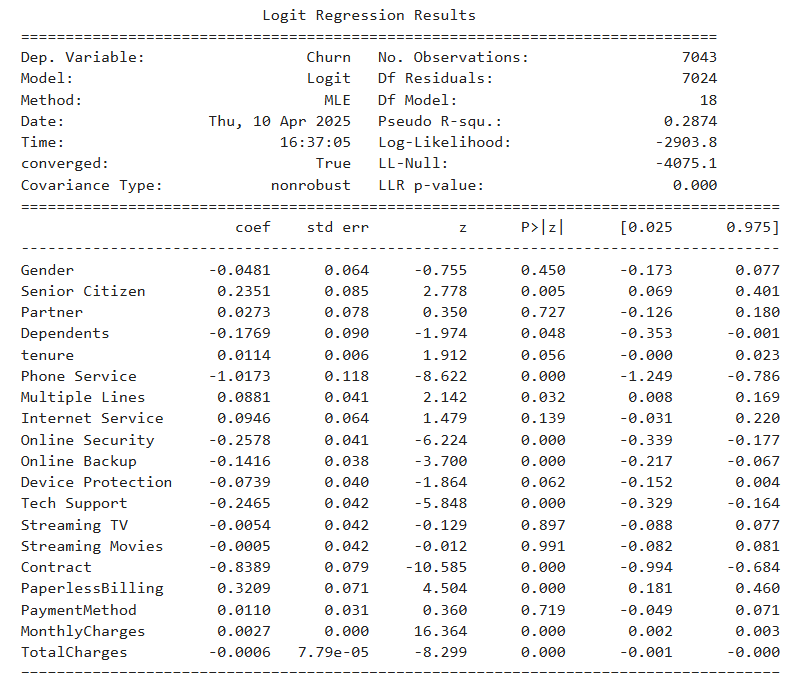 Logit Regression Results
==============================================================================
Dep. Variable: Churn No. Observations: 7043
Model: Logit Df Residuals: 7024
Method: MLE Df Model: 18
Date: Thu, 10 Apr 2025 Pseudo R-squ.: 0.2874
Time: 16:37:05 Log-Likelihood: -2903.8
converged: True LL-Null: -4075.1
Covariance Type: nonrobust LLR p-value: 0.000
=====================================================================================
coef std err z P>|z| [0.025 0.975]
-------------------------------------------------------------------------------------
Gender -0.0481 0.064 -0.755 0.450 -0.173 0.077
Senior Citizen 0.2351 0.085 2.778 0.005 0.069 0.401
Partner 0.0273 0.078 0.350 0.727 -0.126 0.180
Dependents -0.1769 0.090 -1.974 0.048 -0.353 -0.001
tenure 0.0114 0.006 1.912 0.056 -0.000 0.023
Phone Service -1.0173 0.118 -8.622 0.000 -1.249 -0.786
Multiple Lines 0.0881 0.041 2.142 0.032 0.008 0.169
Internet Service 0.0946 0.064 1.479 0.139 -0.031 0.220
Online Security -0.2578 0.041 -6.224 0.000 -0.339 -0.177
Online Backup -0.1416 0.038 -3.700 0.000 -0.217 -0.067
Device Protection -0.0739 0.040 -1.864 0.062 -0.152 0.004
Tech Support -0.2465 0.042 -5.848 0.000 -0.329 -0.164
Streaming TV -0.0054 0.042 -0.129 0.897 -0.088 0.077
Streaming Movies -0.0005 0.042 -0.012 0.991 -0.082 0.081
Contract -0.8389 0.079 -10.585 0.000 -0.994 -0.684
PaperlessBilling 0.3209 0.071 4.504 0.000 0.181 0.460
PaymentMethod 0.0110 0.031 0.360 0.719 -0.049 0.071
MonthlyCharges 0.0027 0.000 16.364 0.000 0.002 0.003
TotalCharges -0.0006 7.79e-05 -8.299 0.000 -0.001 -0.000
-------------------------------------------------------------------------------------